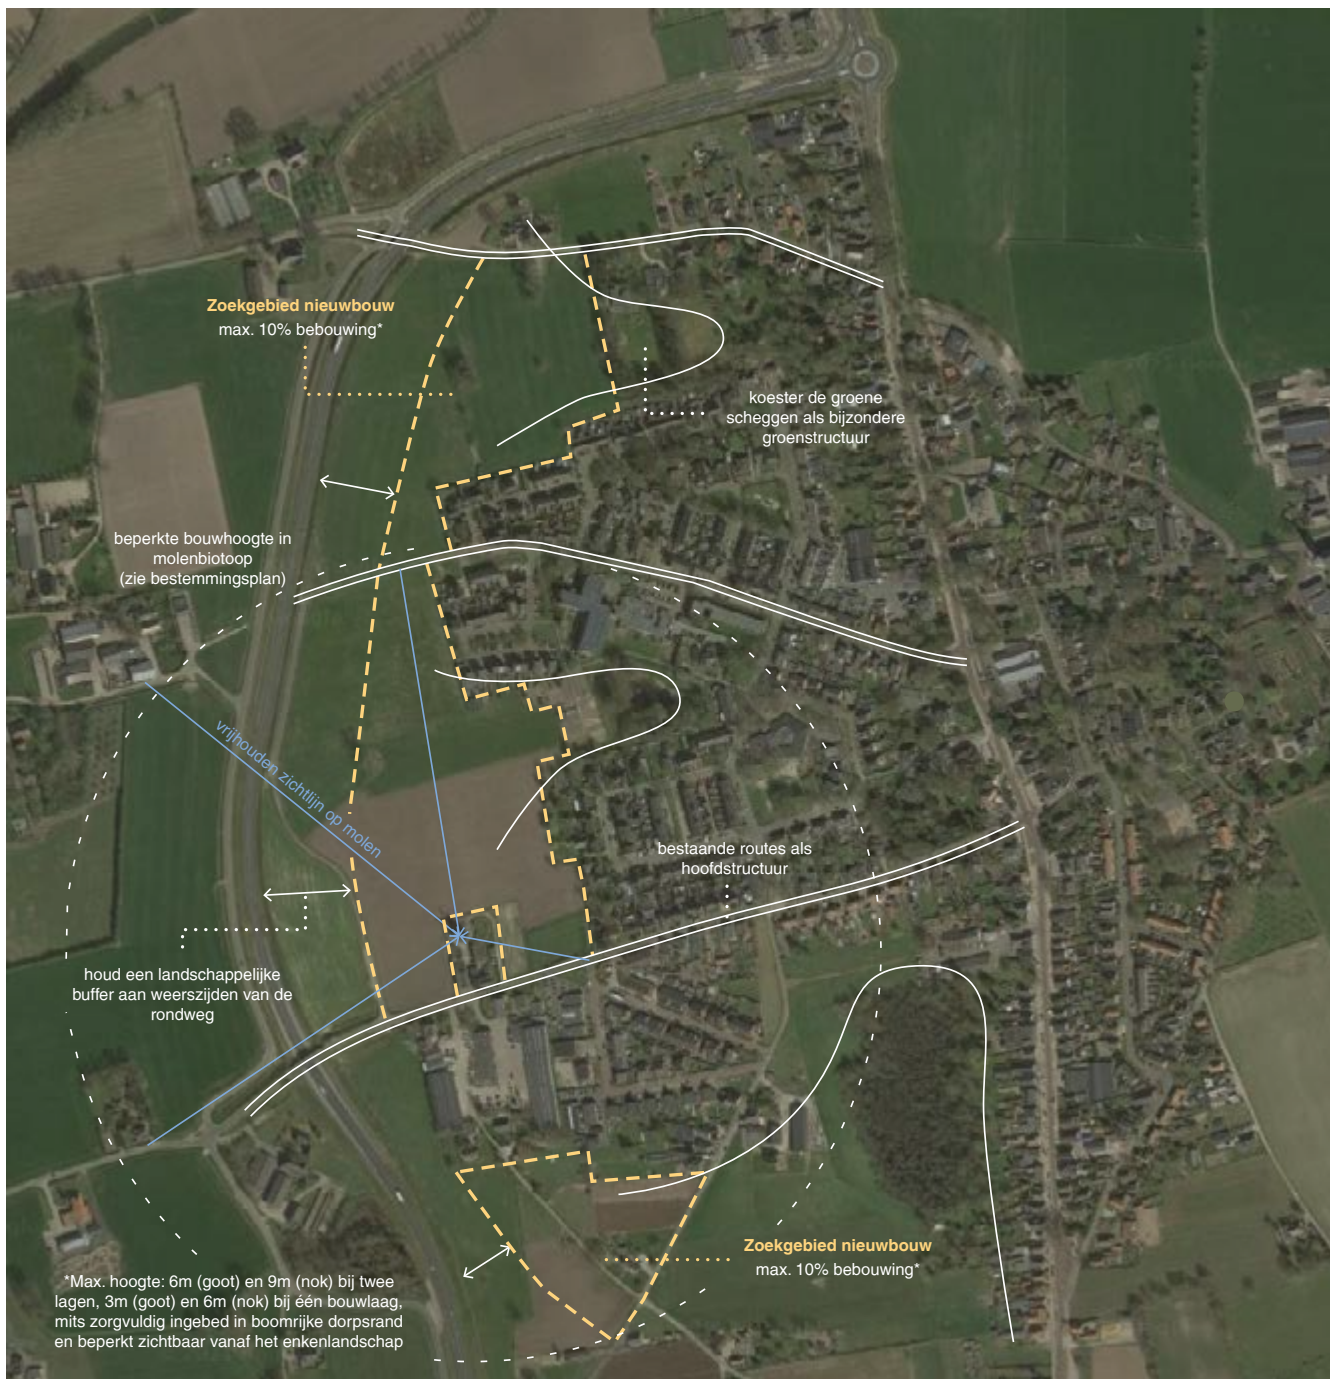 Zoekgebied nieuwbouw
max. 10% bebouwing*
koester de groene
scheggen als bijzondere
groenstructuur
beperkte bouwhoogte in
molenbiotoop
(zie bestemmingsplan)
vrijhouden zichtlijn op molen
bestaande routes als
hoofdstructuur
houd een landschappelijke
buffer aan weerszijden van de
rondweg
Zoekgebied nieuwbouw
max. 10% bebouwing*
*Max. hoogte: 6m (goot) en 9m (nok) bij twee
lagen, 3m (goot) en 6m (nok) bij één bouwlaag,
mits zorgvuldig ingebed in boomrijke dorpsrand
en beperkt zichtbaar vanaf het enkenlandschap